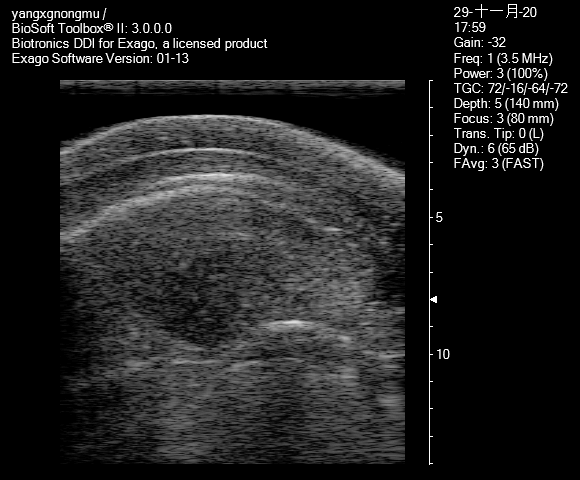 yangxgnongmu /
BioSoft Toolbox® II: 3.0.0.0
Biotronics DDI for Exago, a licensed product
Exago Software Version: 01-13
29-十一月-20
17:59
Gain: -32
Freq: 1 (3.5 MHz)
Power: 3 (100%)
TGC: 72/-16/-64/-72
Depth: 5 (140 mm)
Focus: 3 (80 mm)
Trans. Tip: 0 (L)
Dyn.: 6 (65 dB)
FAvg: 3 (FAST)
5
10